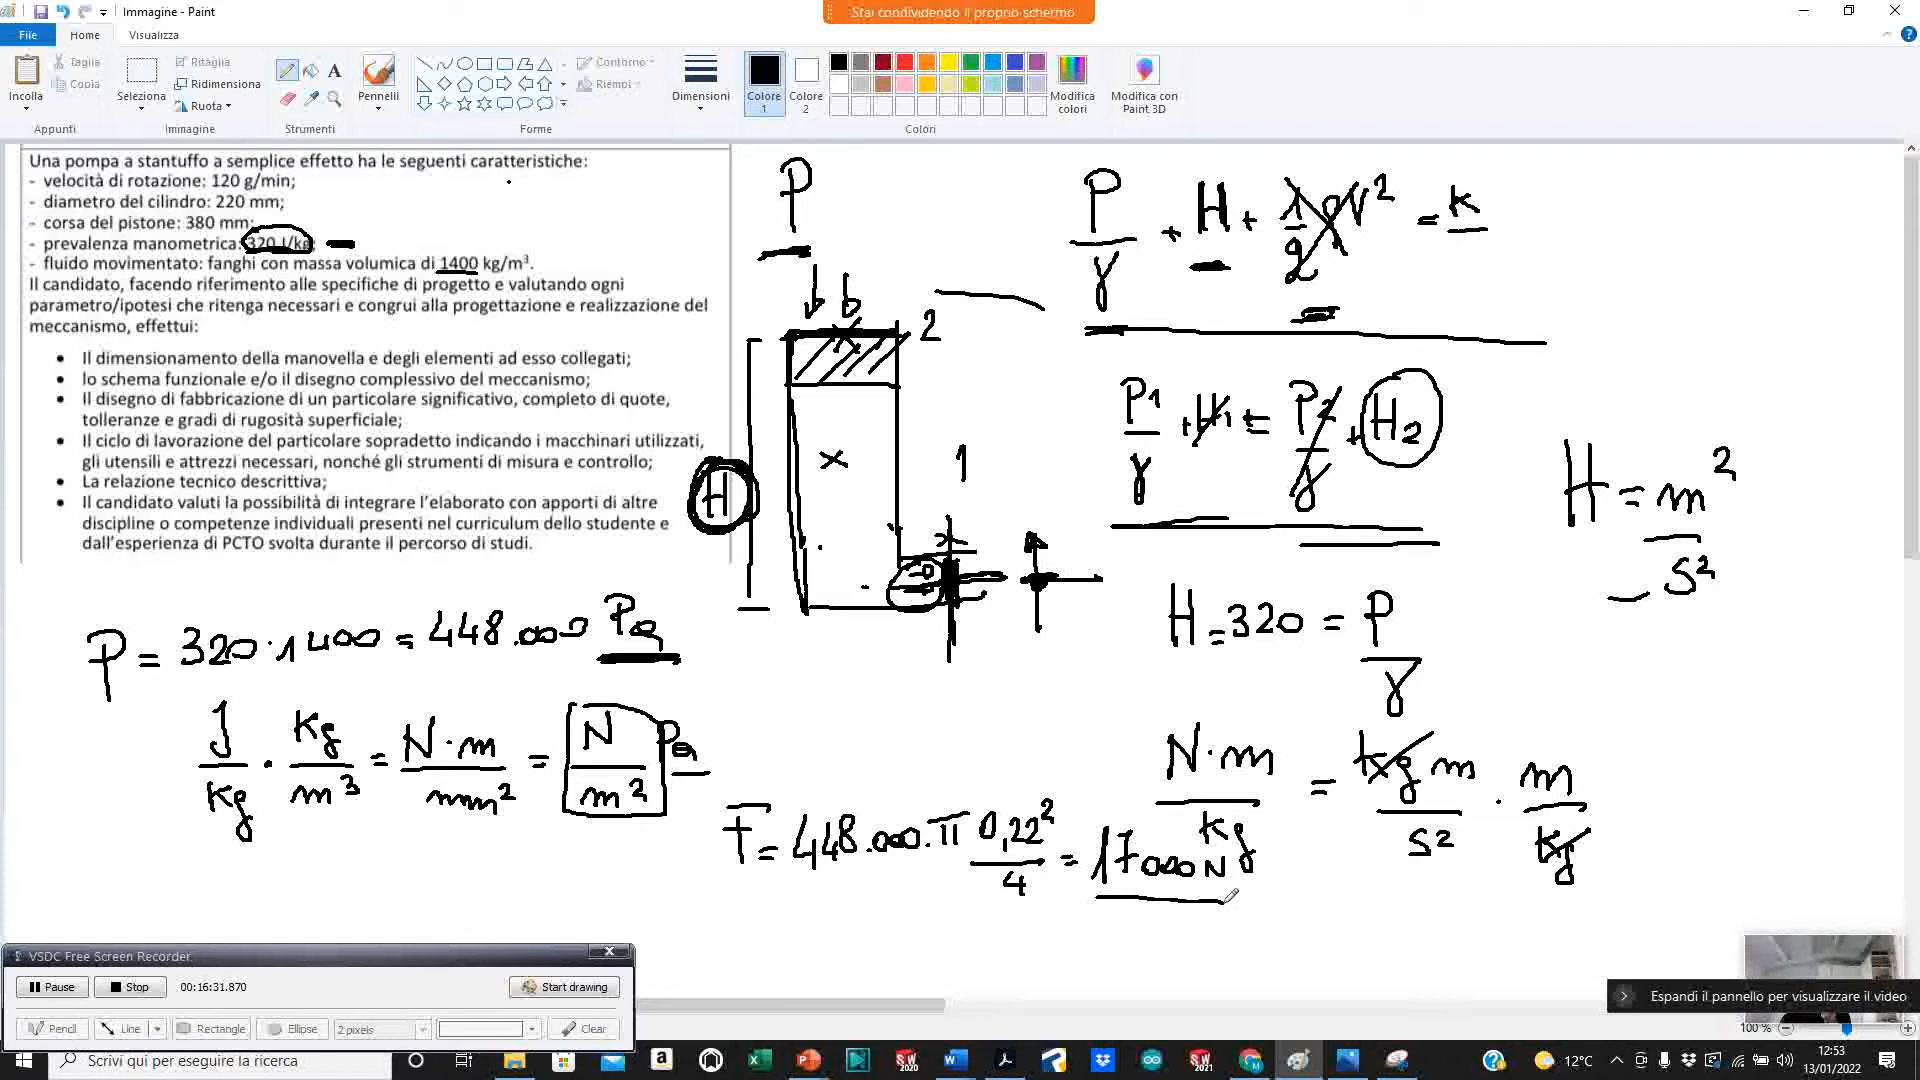 Immagine - Paint
Stai condividendo il proprio schermo
File
Home
Visualizza
Incolla
Taglia
Copia
Appunti
Seleziona
Ritaglia
Ridimensiona
Ruota
Immagine
Strumenti
Pennelli
Contorno
Riempi
Forme
Dimensioni
Colore 1
Colore 2
Modifica colori
Modifica con Paint 3D
Colori
Una pompa a stantuffo a semplice effetto ha le seguenti caratteristiche:
- velocità di rotazione: 120 g/min;
- diametro del cilindro: 220 mm;
- corsa del pistone: 380 mm;
- prevalenza manometrica: 320 J/kg;
- fluido movimentato: fanghi con massa volumica di 1400 kg/m³.
Il candidato, facendo riferimento alle specifiche di progetto e valutando ogni
parametro/ipotesi che ritenga necessari e congrui alla progettazione e realizzazione del
meccanismo, effettui:
• Il dimensionamento della manovella e degli elementi ad esso collegati;
• lo schema funzionale e/o il disegno complessivo del meccanismo;
• Il disegno di fabbricazione di un particolare significativo, completo di quote,
tolleranze e gradi di rugosità superficiale;
• Il ciclo di lavorazione del particolare sopradetto indicando i macchinari utilizzati,
gli utensili e attrezzi necessari, nonché gli strumenti di misura e controllo;
• La relazione tecnico descrittiva;
• Il candidato valuti la possibilità di integrare l'elaborato con apporti di altre
discipline o competenze individuali presenti nel curriculum dello studente e
dall'esperienza di PCTO svolta durante il percorso di studi.
P
2
1
H
P/γ + H + 1/2 ρV² = k
P1/γ + H1 = P2/γ + H2
H = m²/s²
H = 320 = P/γ
P = 320·1400 = 448.000 Pa
J/kg · kg/m³ = N·m/mm² = N/m² Pa
N·m/kg = kg m/s² · m/kg
F = 448.000·π 0,22²/4 = 17000 N
VSDC Free Screen Recorder
Pause
Stop
00:16:31.870
Start drawing
Pencil
Line
Rectangle
Ellipse
2 pixels
Clear
Espandi il pannello per visualizzare il video
100 %
Scrivi qui per eseguire la ricerca
12°C
12:53
13/01/2022